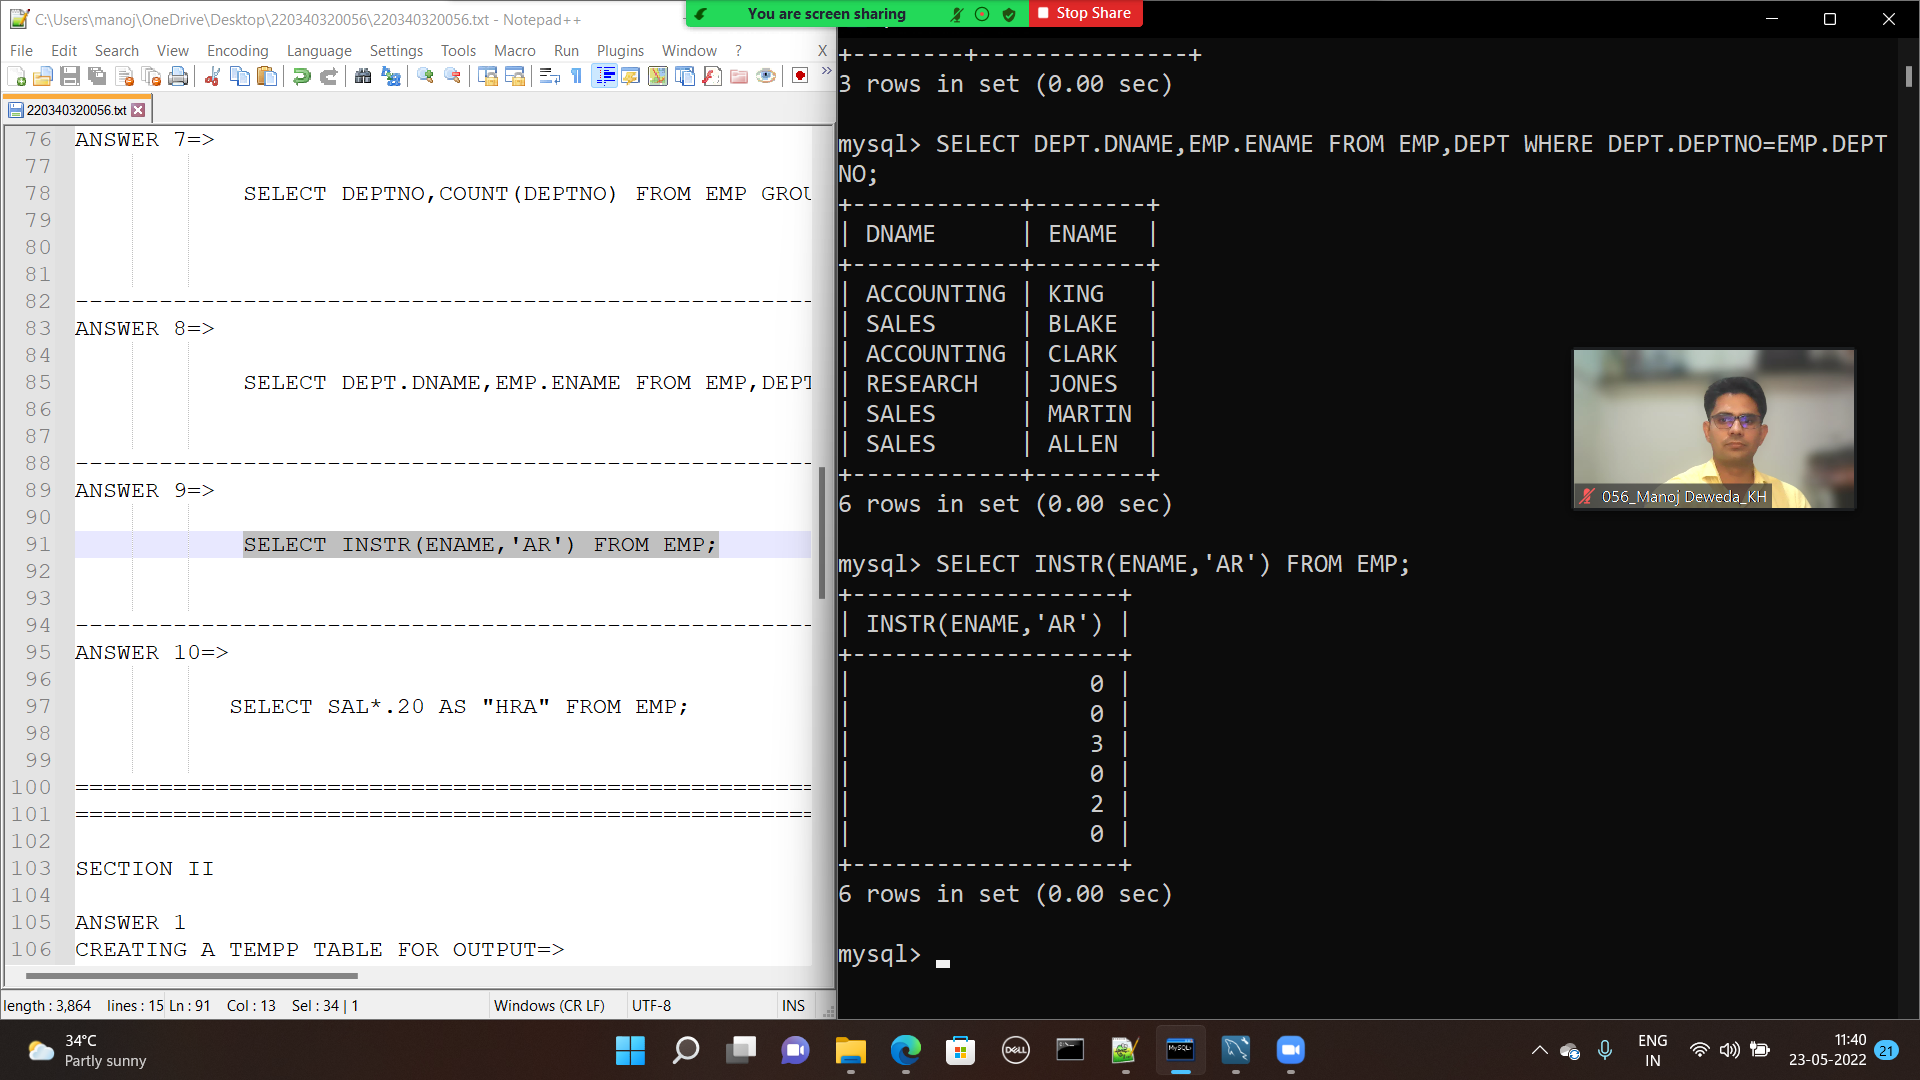 C:\Users\manoj\OneDrive\Desktop\220340320056\220340320056.txt - Notepad++
You are screen sharing
Stop Share
File Edit Search View Encoding Language Settings Tools Macro Run Plugins Window ? X
220340320056.txt
76 ANSWER 7=>
77
78 SELECT DEPTNO,COUNT(DEPTNO) FROM EMP GROU
79
80
81
82 -----------------------------------------------------
83 ANSWER 8=>
84
85 SELECT DEPT.DNAME,EMP.ENAME FROM EMP,DEPT
86
87
88 -----------------------------------------------------
89 ANSWER 9=>
90
91 SELECT INSTR(ENAME,'AR') FROM EMP;
92
93
94 -----------------------------------------------------
95 ANSWER 10=>
96
97 SELECT SAL*.20 AS "HRA" FROM EMP;
98
99
100 =====================================================
101 =====================================================
102
103 SECTION II
104
105 ANSWER 1
106 CREATING A TEMPP TABLE FOR OUTPUT=>
length : 3,864 lines : 15 Ln : 91 Col : 13 Sel : 34 | 1 Windows (CR LF) UTF-8 INS
+--------+---------------+
3 rows in set (0.00 sec)
mysql> SELECT DEPT.DNAME,EMP.ENAME FROM EMP,DEPT WHERE DEPT.DEPTNO=EMP.DEPT
NO;
+------------+--------+
| DNAME | ENAME |
+------------+--------+
| ACCOUNTING | KING |
| SALES | BLAKE |
| ACCOUNTING | CLARK |
| RESEARCH | JONES |
| SALES | MARTIN |
| SALES | ALLEN |
+------------+--------+
6 rows in set (0.00 sec)
mysql> SELECT INSTR(ENAME,'AR') FROM EMP;
+-------------------+
| INSTR(ENAME,'AR') |
+-------------------+
| 0 |
| 0 |
| 3 |
| 0 |
| 2 |
| 0 |
+-------------------+
6 rows in set (0.00 sec)
mysql>
056_Manoj Deweda_KH
34°C
Partly sunny
DELL
MySQL
ENG
IN
11:40
23-05-2022
21